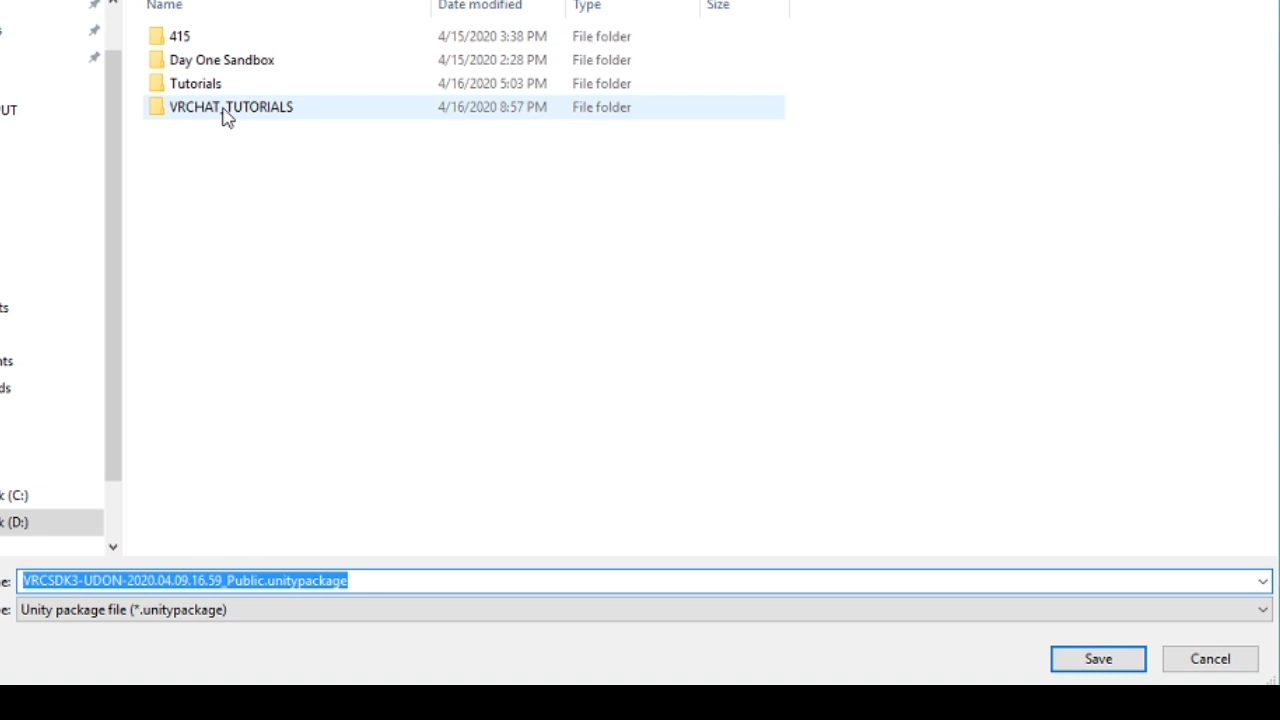 Name Date modified Type Size
415 4/15/2020 3:38 PM File folder
Day One Sandbox 4/15/2020 2:28 PM File folder
Tutorials 4/16/2020 5:03 PM File folder
VRCHAT_TUTORIALS 4/16/2020 8:57 PM File folder
s
UT
ts
nts
ds
k (C:)
k (D:)
e: VRCSDK3-UDON-2020.04.09.16.59_Public.unitypackage
e: Unity package file (*.unitypackage)
Save Cancel